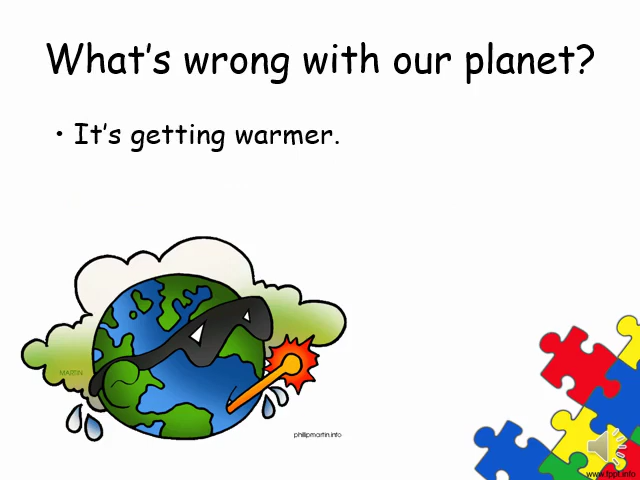 What's wrong with our planet?
• It's getting warmer.
MARTIN
phillipmartin.info
www.fppt.info